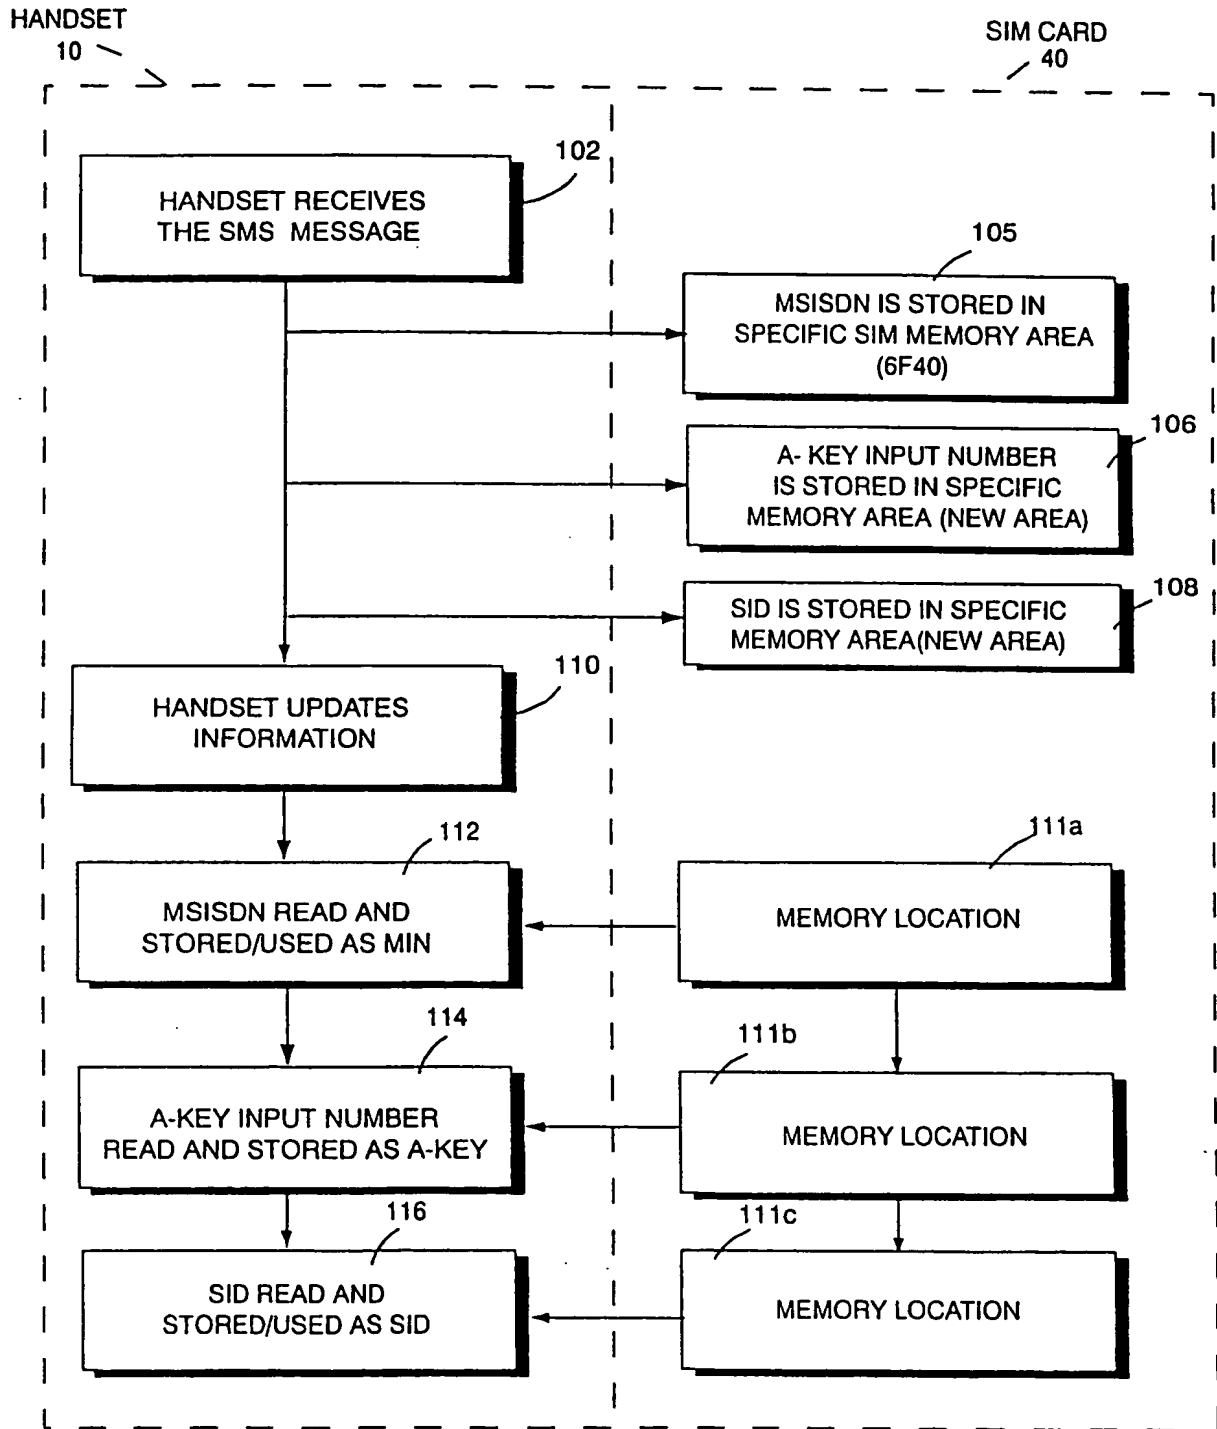 HANDSET
10
SIM CARD
40
102
HANDSET RECEIVES
THE SMS MESSAGE
105
MSISDN IS STORED IN
SPECIFIC SIM MEMORY AREA
(6F40)
106
A- KEY INPUT NUMBER
IS STORED IN SPECIFIC
MEMORY AREA (NEW AREA)
108
SID IS STORED IN SPECIFIC
MEMORY AREA(NEW AREA)
110
HANDSET UPDATES
INFORMATION
112
MSISDN READ AND
STORED/USED AS MIN
111a
MEMORY LOCATION
114
A-KEY INPUT NUMBER
READ AND STORED AS A-KEY
111b
MEMORY LOCATION
116
SID READ AND
STORED/USED AS SID
111c
MEMORY LOCATION